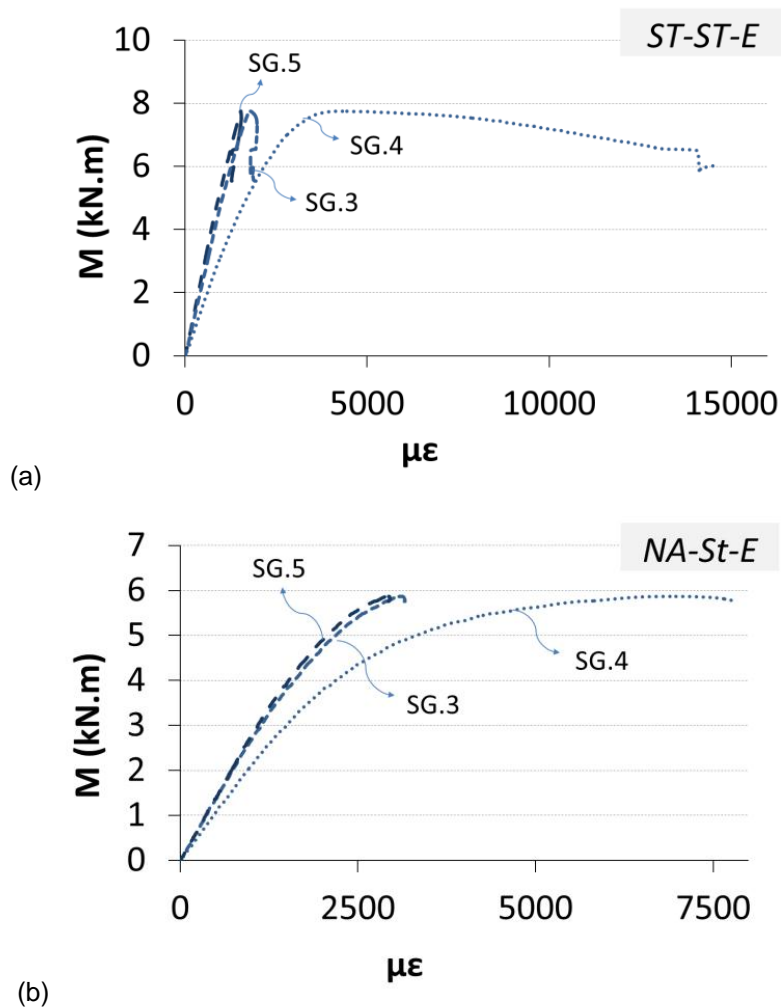 ST-ST-E
10
8
6
4
2
0
M (kN.m)
SG.5
SG.4
SG.3
0 5000 10000 15000
με
(a)
NA-St-E
7
6
5
4
3
2
1
0
M (kN.m)
SG.5
SG.4
SG.3
0 2500 5000 7500
με
(b)